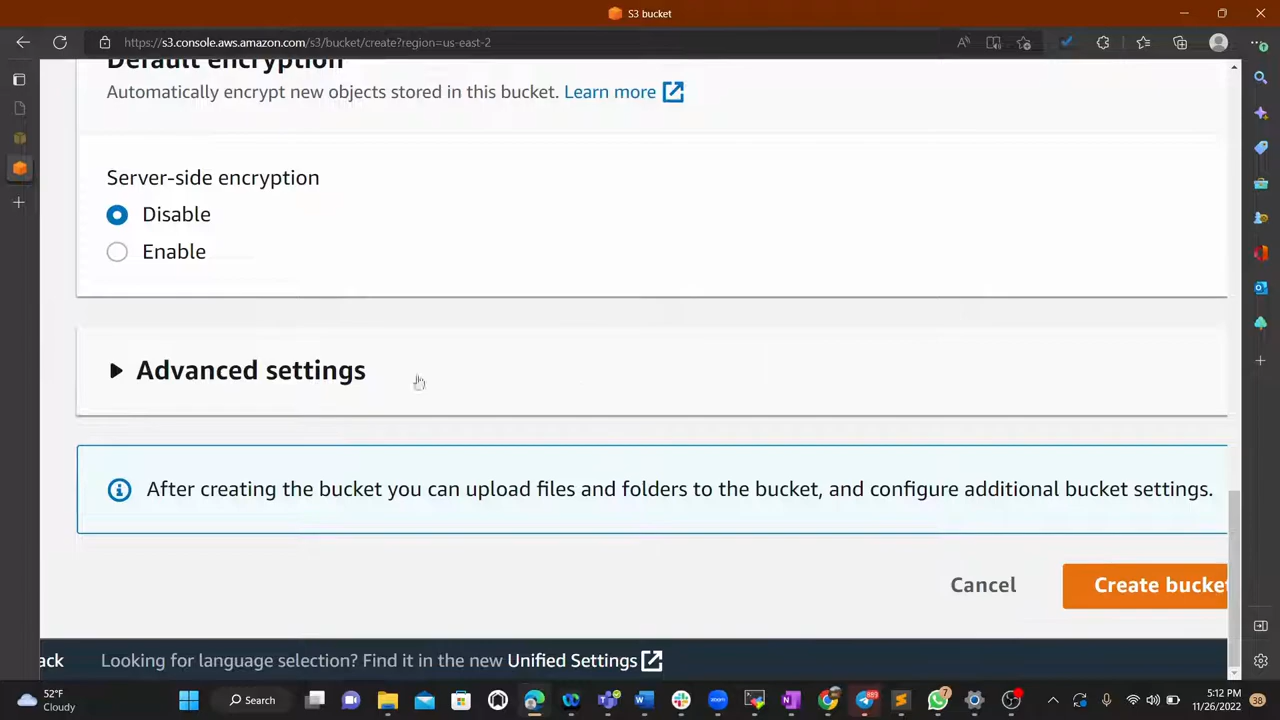 S3 bucket
https://s3.console.aws.amazon.com/s3/bucket/create?region=us-east-2
Default encryption
Automatically encrypt new objects stored in this bucket. Learn more
Server-side encryption
Disable
Enable
Advanced settings
After creating the bucket you can upload files and folders to the bucket, and configure additional bucket settings.
Cancel
Create bucket
ack
Looking for language selection? Find it in the new Unified Settings
52°F
Cloudy
Search
893
7
5:12 PM
11/26/2022
38